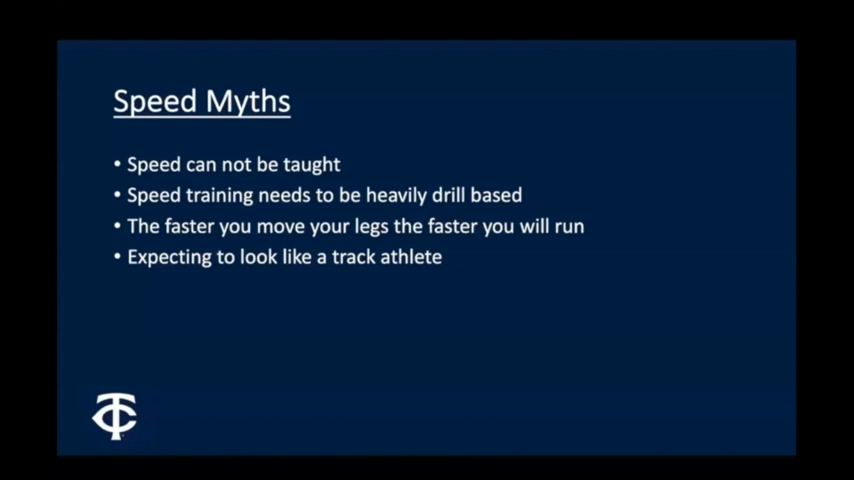 Speed Myths
• Speed can not be taught
• Speed training needs to be heavily drill based
• The faster you move your legs the faster you will run
• Expecting to look like a track athlete
TC